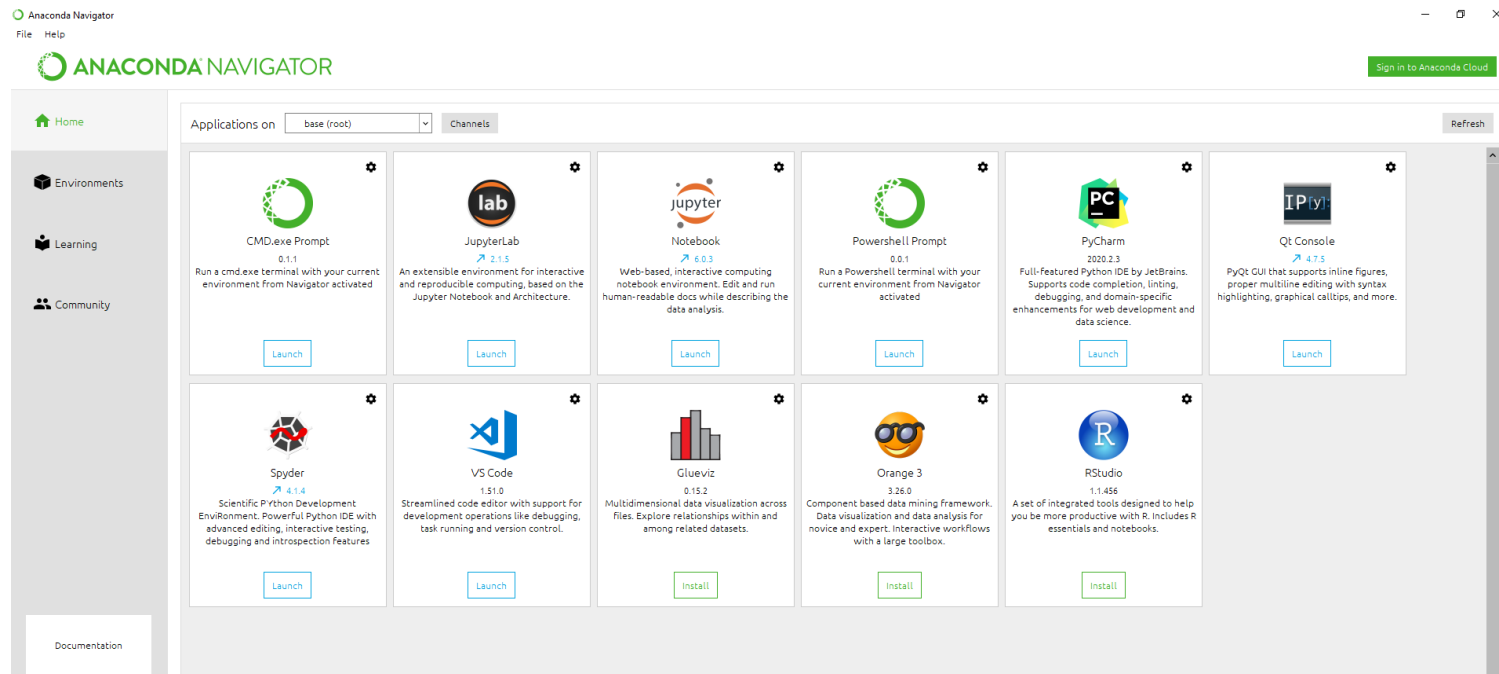 Anaconda Navigator
File Help
ANACONDA NAVIGATOR
Sign in to Anaconda Cloud
Home
Environments
Learning
Community
Documentation
Applications on base (root) Channels Refresh
CMD.exe Prompt
0.1.1
Run a cmd.exe terminal with your current
environment from Navigator activated
Launch
lab
JupyterLab
2.1.5
An extensible environment for interactive
and reproducible computing, based on the
Jupyter Notebook and Architecture.
Launch
jupyter
Notebook
6.0.3
Web-based, interactive computing
notebook environment. Edit and run
human-readable docs while describing the
data analysis.
Launch
Powershell Prompt
0.0.1
Run a Powershell terminal with your
current environment from Navigator
activated
Launch
PC
PyCharm
2020.2.3
Full-featured Python IDE by JetBrains.
Supports code completion, linting,
debugging, and domain-specific
enhancements for web development and
data science.
Launch
IP[y]:
Qt Console
4.7.5
PyQt GUI that supports inline figures,
proper multiline editing with syntax
highlighting, graphical calltips, and more.
Launch
Spyder
4.1.4
Scientific PYthon Development
EnviRonment. Powerful Python IDE with
advanced editing, interactive testing,
debugging and introspection features
Launch
VS Code
1.51.0
Streamlined code editor with support for
development operations like debugging,
task running and version control.
Launch
Glueviz
0.15.2
Multidimensional data visualization across
files. Explore relationships within and
among related datasets.
Install
Orange 3
3.26.0
Component based data mining framework.
Data visualization and data analysis for
novice and expert. Interactive workflows
with a large toolbox.
Install
R
RStudio
1.1.456
A set of integrated tools designed to help
you be more productive with R. Includes R
essentials and notebooks.
Install